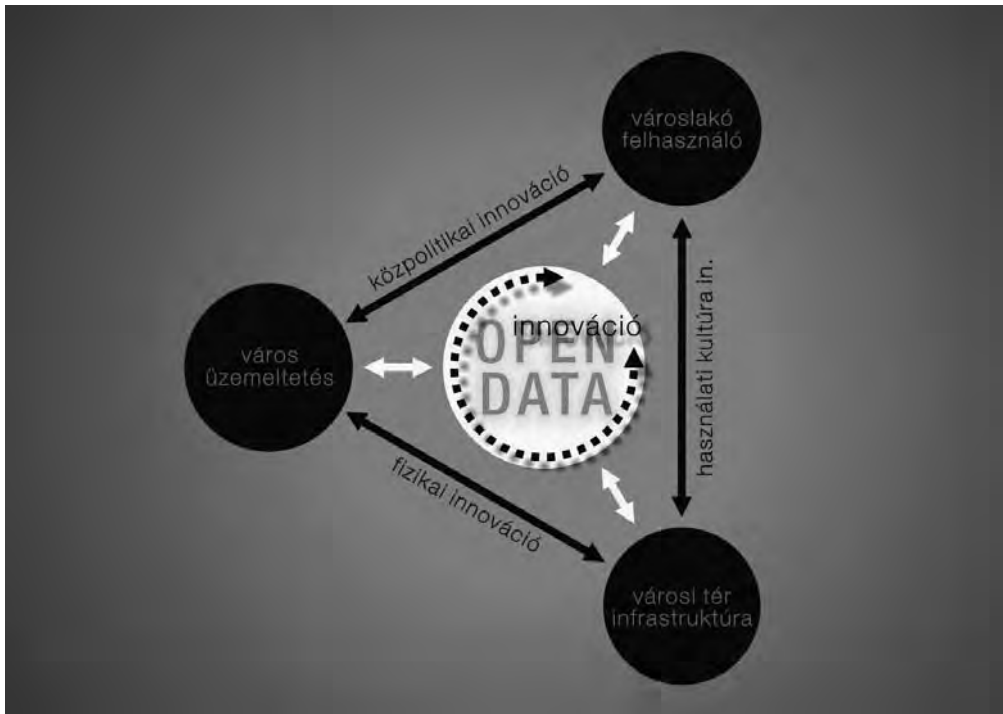 városlakó
felhasználó
közpolitikai innováció
innováció
OPEN
DATA
város
üzemeltetés
használati kultúra in.
fizikai innováció
városi tér
infrastruktúra